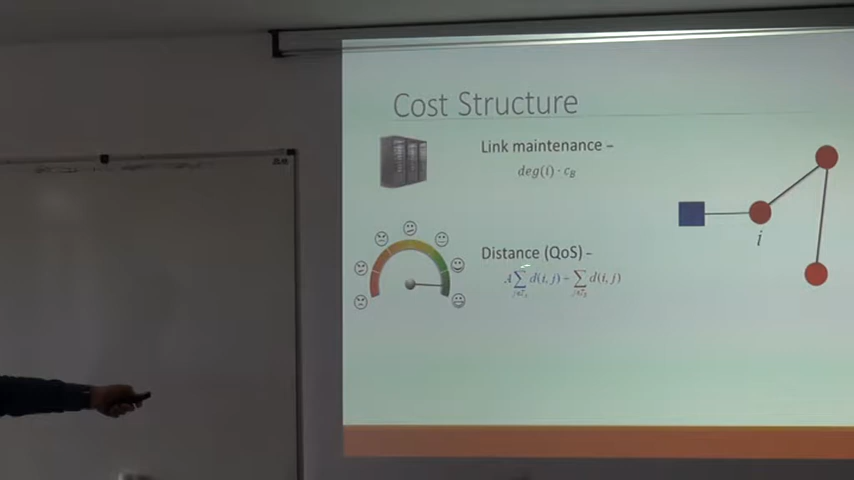 Cost Structure
Link maintenance –
deg(i) · c_B
Distance (QoS) –
A ∑ d(i, j) + ∑ d(i, j)
i